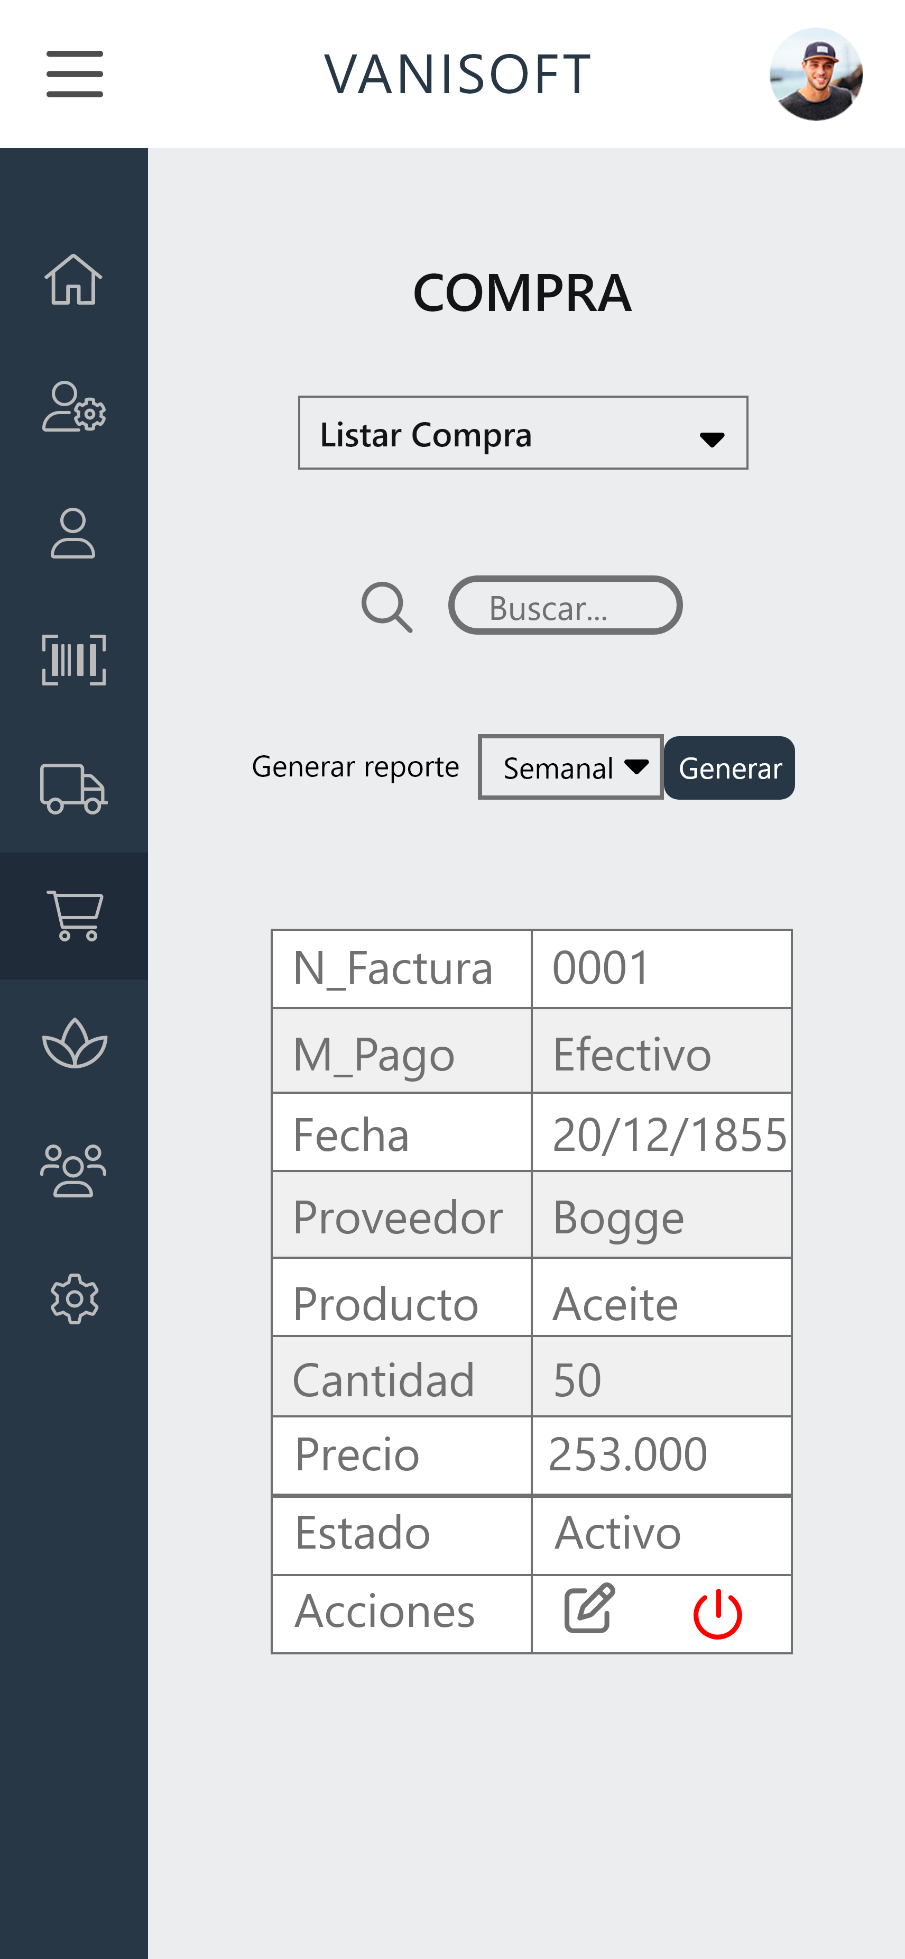 VANISOFT
COMPRA
Listar Compra
Buscar...
Generar reporte Semanal Generar
N_Factura 0001
M_Pago Efectivo
Fecha 20/12/1855
Proveedor Bogge
Producto Aceite
Cantidad 50
Precio 253.000
Estado Activo
Acciones